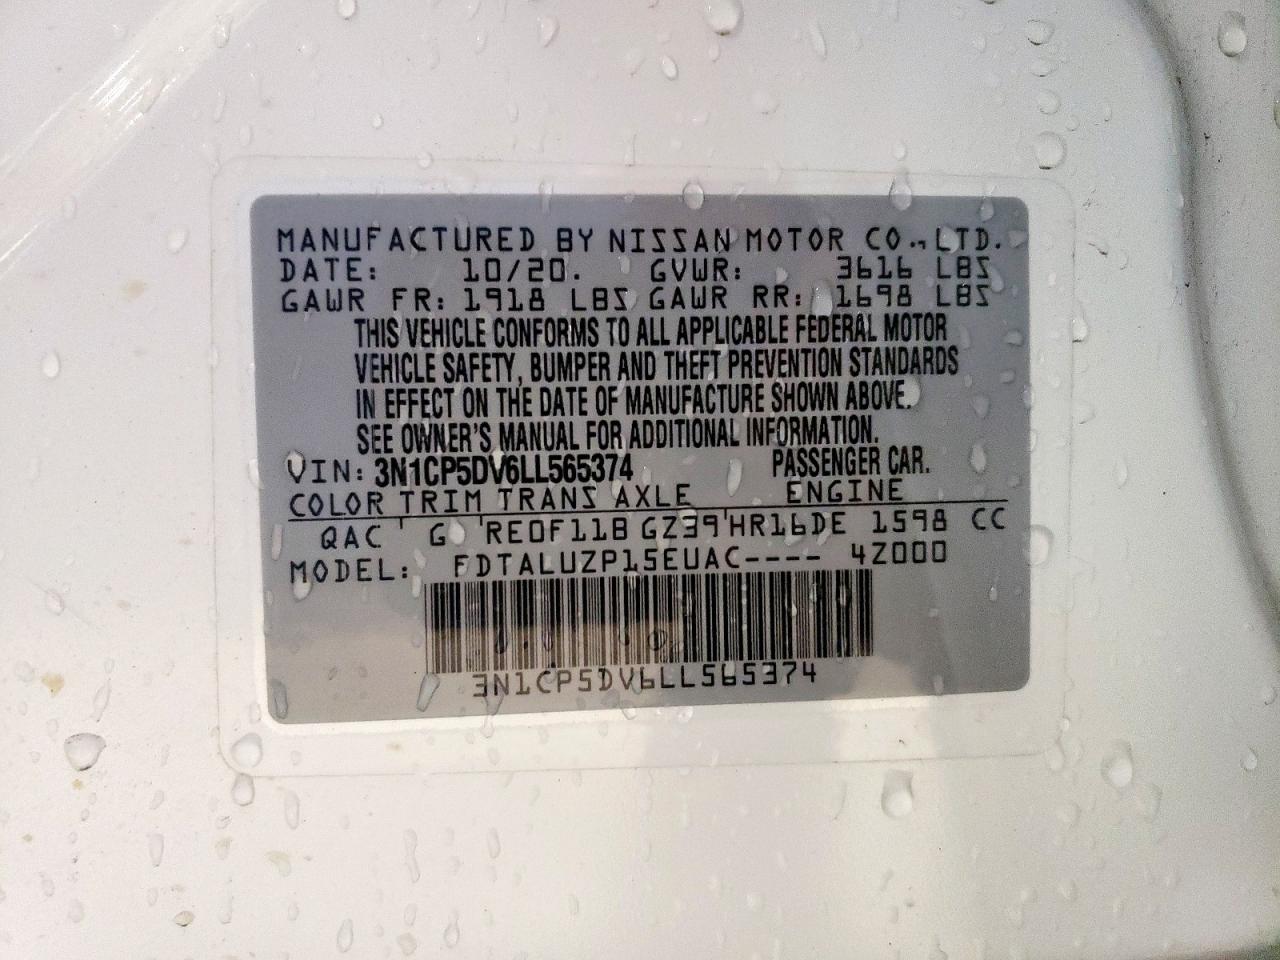 MANUFACTURED BY NISSAN MOTOR CO., LTD.
DATE: 10/20. GVWR: 3616 LBS
GAWR FR: 1918 LBS GAWR RR: 1698 LBS
THIS VEHICLE CONFORMS TO ALL APPLICABLE FEDERAL MOTOR
VEHICLE SAFETY, BUMPER AND THEFT PREVENTION STANDARDS
IN EFFECT ON THE DATE OF MANUFACTURE SHOWN ABOVE.
SEE OWNER'S MANUAL FOR ADDITIONAL INFORMATION.
VIN: 3N1CP5DV6LL565374 PASSENGER CAR.
COLOR TRIM TRANS AXLE ENGINE
QAC ' G ' RE0F11B GZ39 ' HR16DE 1598 CC
MODEL: FDTALUZP15EUAC---- 4Z000
3N1CP5DV6LL565374